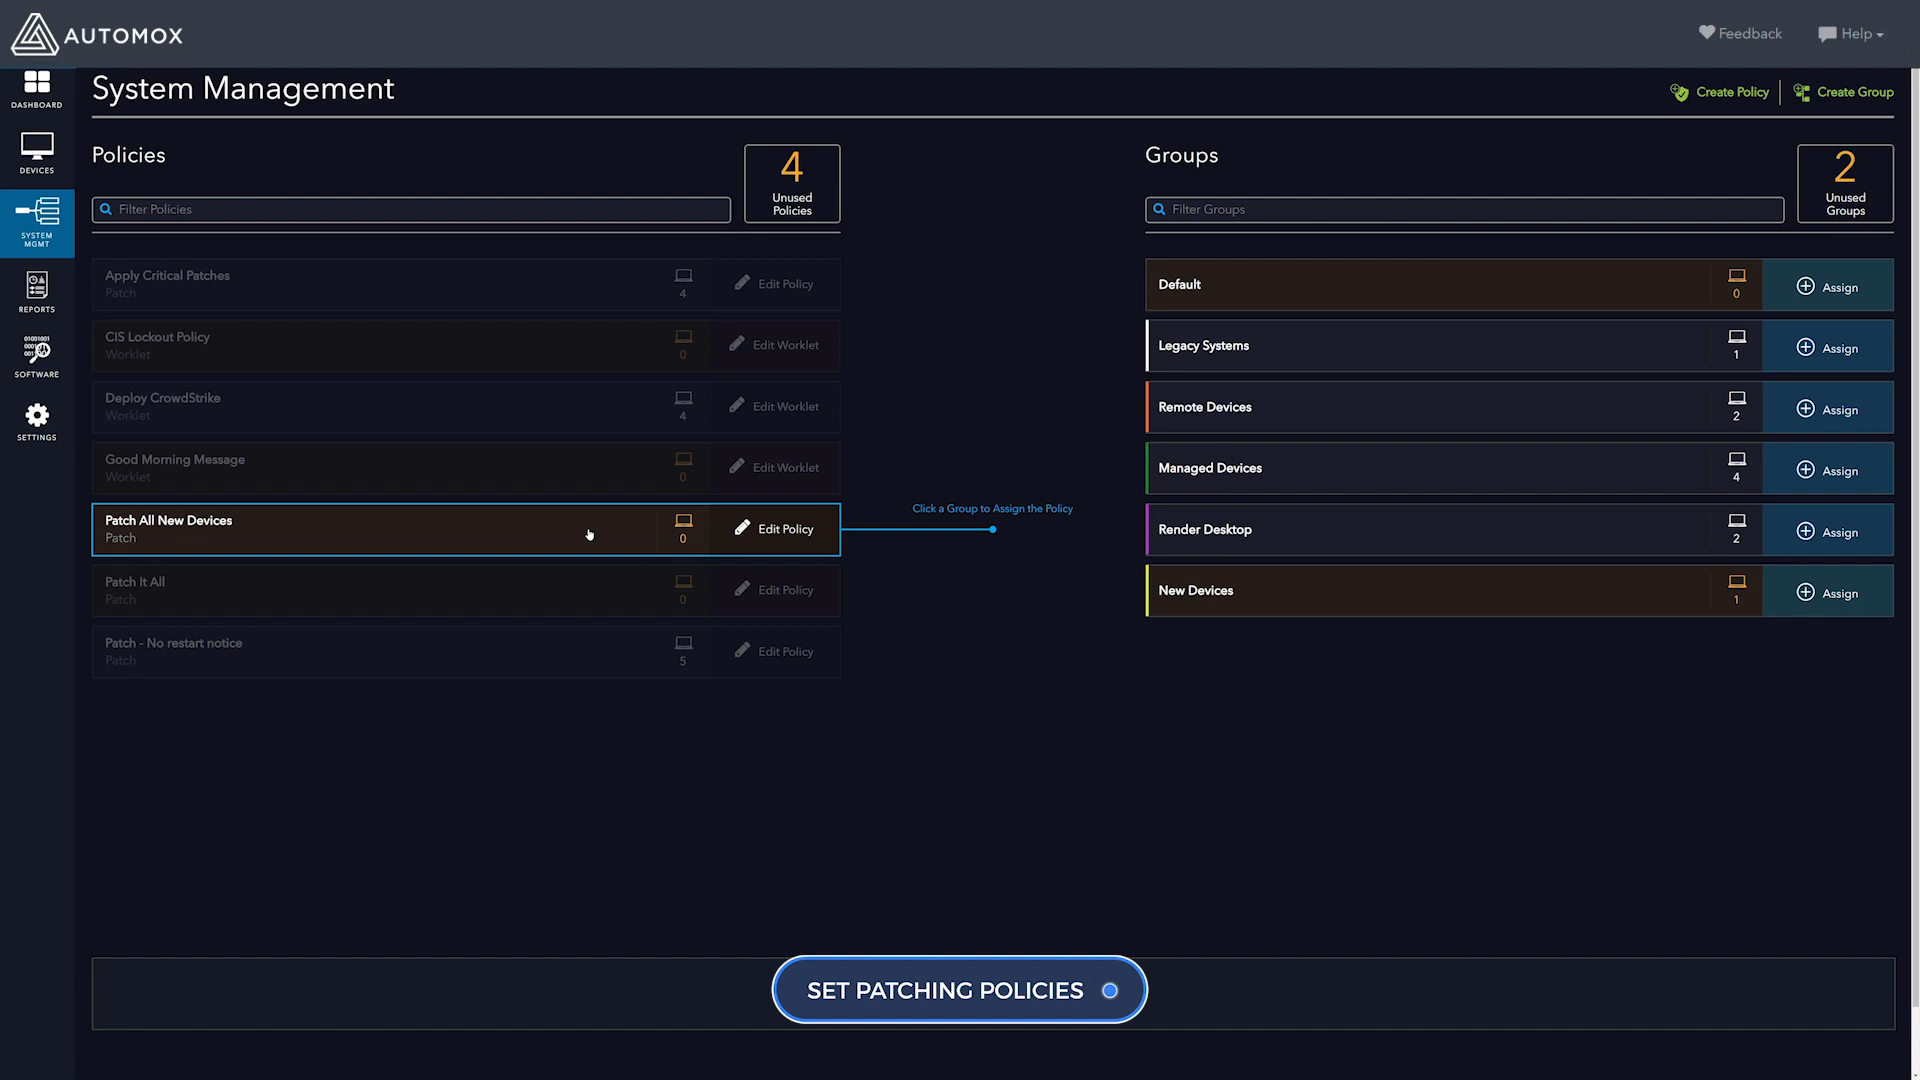 AUTOMOX
Feedback
Help
DASHBOARD
DEVICES
SYSTEM
MGMT
REPORTS
SOFTWARE
SETTINGS
System Management
Create Policy
Create Group
Policies
4
Unused
Policies
Filter Policies
Apply Critical Patches
Patch
4
Edit Policy
CIS Lockout Policy
Worklet
0
Edit Worklet
Deploy CrowdStrike
Worklet
4
Edit Worklet
Good Morning Message
Worklet
0
Edit Worklet
Patch All New Devices
Patch
0
Edit Policy
Patch It All
Patch
0
Edit Policy
Patch - No restart notice
Patch
5
Edit Policy
Click a Group to Assign the Policy
Groups
2
Unused
Groups
Filter Groups
Default
0
Assign
Legacy Systems
1
Assign
Remote Devices
2
Assign
Managed Devices
4
Assign
Render Desktop
2
Assign
New Devices
1
Assign
SET PATCHING POLICIES